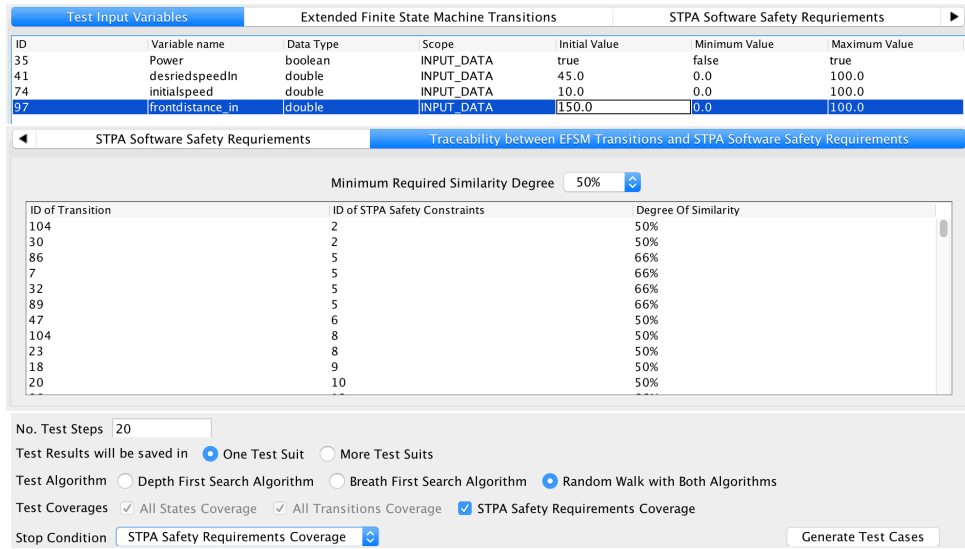 Test Input Variables Extended Finite State Machine Transitions STPA Software Safety Requriements
ID Variable name Data Type Scope Initial Value Minimum Value Maximum Value
35 Power boolean INPUT_DATA true false true
41 desriedspeedIn double INPUT_DATA 45.0 0.0 100.0
74 initialspeed double INPUT_DATA 10.0 0.0 100.0
97 frontdistance_in double INPUT_DATA 150.0 0.0 100.0
STPA Software Safety Requriements Traceability between EFSM Transitions and STPA Software Safety Requirements
Minimum Required Similarity Degree 50%
ID of Transition ID of STPA Safety Constraints Degree Of Similarity
104 2 50%
30 2 50%
86 5 66%
7 5 66%
32 5 66%
89 5 66%
47 6 50%
104 8 50%
23 8 50%
18 9 50%
20 10 50%
No. Test Steps 20
Test Results will be saved in One Test Suit More Test Suits
Test Algorithm Depth First Search Algorithm Breath First Search Algorithm Random Walk with Both Algorithms
Test Coverages All States Coverage All Transitions Coverage STPA Safety Requirements Coverage
Stop Condition STPA Safety Requirements Coverage Generate Test Cases